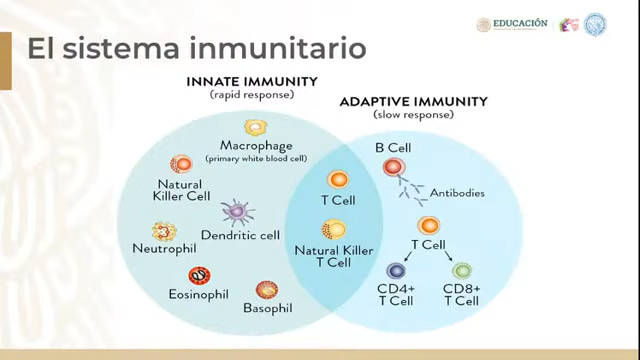 EDUCACIÓN
El sistema inmunitario
INNATE IMMUNITY
(rapid response)
ADAPTIVE IMMUNITY
(slow response)
Macrophage
(primary white blood cell)
Natural
Killer Cell
Dendritic cell
Neutrophil
Eosinophil
Basophil
T Cell
Natural Killer
T Cell
B Cell
Antibodies
T Cell
CD4+
T Cell
CD8+
T Cell